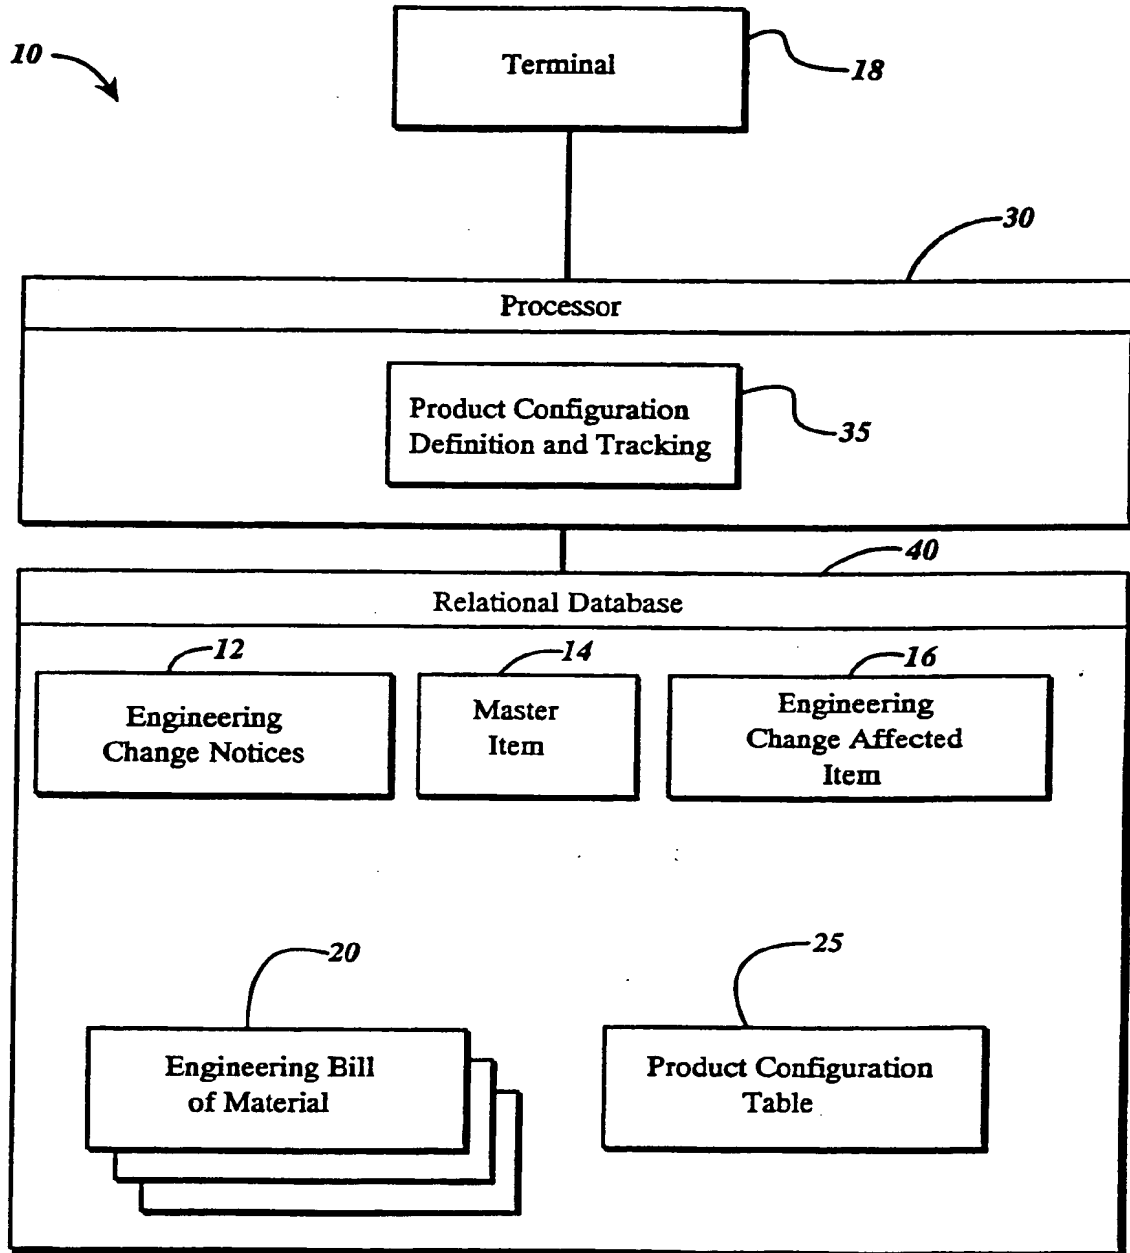 10
Terminal
18
30
Processor
Product Configuration
Definition and Tracking
35
40
Relational Database
12
14
16
Engineering
Change Notices
Master
Item
Engineering
Change Affected
Item
20
25
Engineering Bill
of Material
Product Configuration
Table